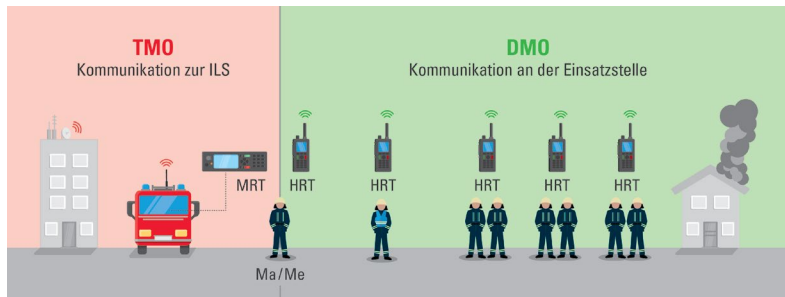 TMO
Kommunikation zur ILS
DMO
Kommunikation an der Einsatzstelle
MRT
HRT
HRT
HRT
HRT
HRT
Ma/Me